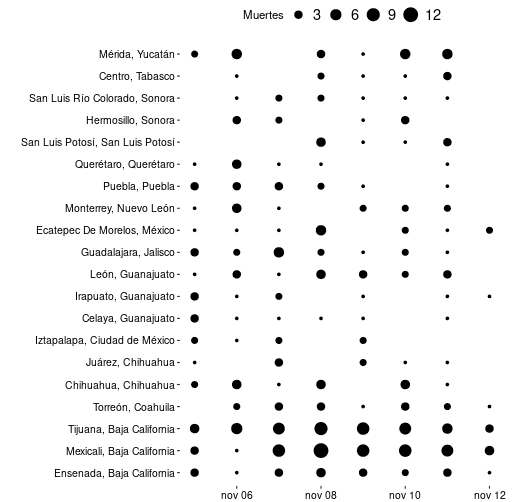 Muertes 3 6 9 12
Mérida, Yucatán
Centro, Tabasco
San Luis Río Colorado, Sonora
Hermosillo, Sonora
San Luis Potosí, San Luis Potosí
Querétaro, Querétaro
Puebla, Puebla
Monterrey, Nuevo León
Ecatepec De Morelos, México
Guadalajara, Jalisco
León, Guanajuato
Irapuato, Guanajuato
Celaya, Guanajuato
Iztapalapa, Ciudad de México
Juárez, Chihuahua
Chihuahua, Chihuahua
Torreón, Coahuila
Tijuana, Baja California
Mexicali, Baja California
Ensenada, Baja California
nov 06 nov 08 nov 10 nov 12